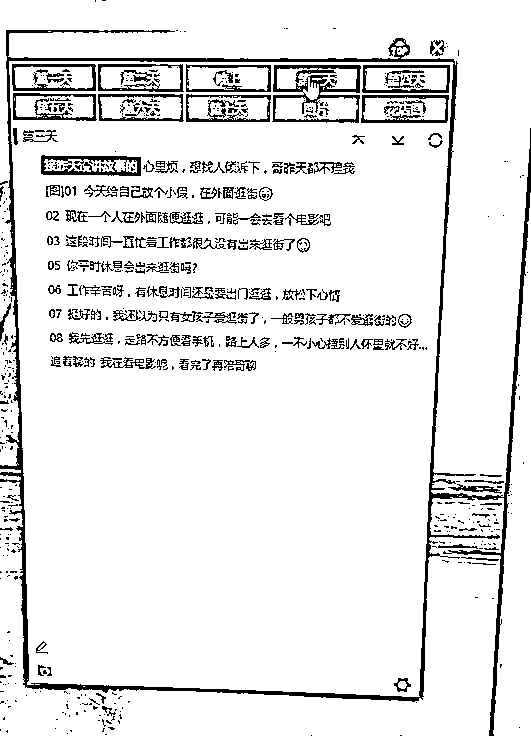 第一天 第二天 晚上 第三天 第四天
第五天 第六天 第七天
第三天
接昨天说讲故事的 心里烦，想找人倾诉下，哥昨天都不理我
[图]01 今天给自己放个小假，在外面逛街
02 现在一个人在外面随便逛逛，可能一会去看个电影吧
03 这段时间一直忙着工作都很久没有出来逛街了
05 你平时休息会出来逛街吗?
06 工作辛苦呀，有休息时间还是要出门逛逛，放松下心情
07 挺好的，我还以为只有女孩子爱逛街了，一般男孩子都不爱逛街的
08 我先逛逛，走路不方便看手机，路上人多，一不小心撞别人怀里就不好...
追着聊的 我在看电影呢，看完了再陪哥聊